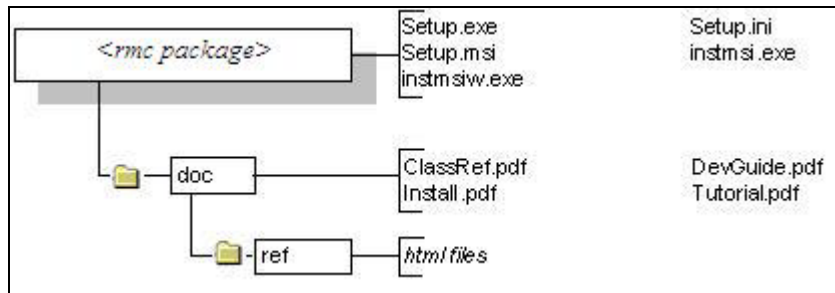 <rmc package>
Setup.exe Setup.ini
Setup.msi instmsi.exe
instmsiw.exe
doc
ClassRef.pdf DevGuide.pdf
Install.pdf Tutorial.pdf
ref
html files